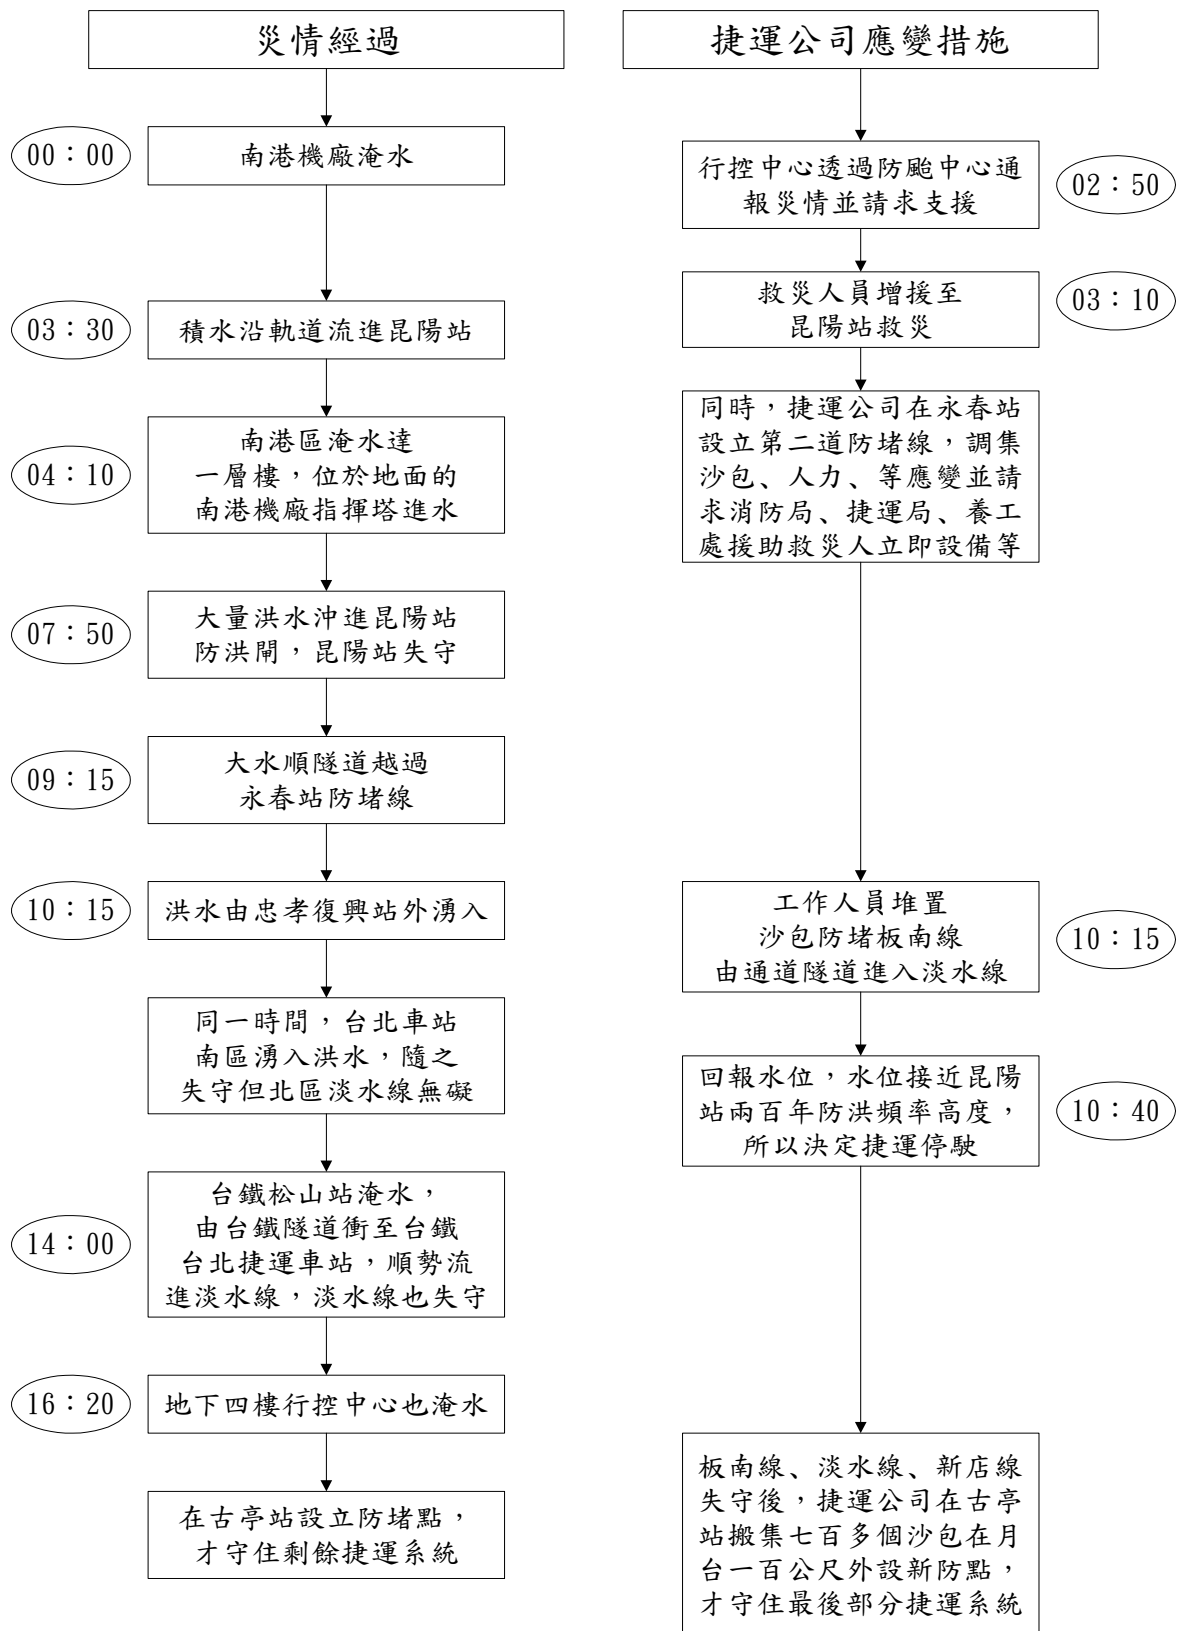 災情經過
00：00
南港機廠淹水
03：30
積水沿軌道流進昆陽站
04：10
南港區淹水達
一層樓，位於地面的
南港機廠指揮塔進水
07：50
大量洪水沖進昆陽站
防洪閘，昆陽站失守
09：15
大水順隧道越過
永春站防堵線
10：15
洪水由忠孝復興站外湧入
同一時間，台北車站
南區湧入洪水，隨之
失守但北區淡水線無礙
14：00
台鐵松山站淹水，
由台鐵隧道衝至台鐵
台北捷運車站，順勢流
進淡水線，淡水線也失守
16：20
地下四樓行控中心也淹水
在古亭站設立防堵點，
才守住剩餘捷運系統
捷運公司應變措施
行控中心透過防颱中心通
報災情並請求支援
02：50
救災人員增援至
昆陽站救災
03：10
同時，捷運公司在永春站
設立第二道防堵線，調集
沙包、人力、等應變並請
求消防局、捷運局、養工
處援助救災人立即設備等
工作人員堆置
沙包防堵板南線
由通道隧道進入淡水線
10：15
回報水位，水位接近昆陽
站兩百年防洪頻率高度，
所以決定捷運停駛
10：40
板南線、淡水線、新店線
失守後，捷運公司在古亭
站搬集七百多個沙包在月
台一百公尺外設新防點，
才守住最後部分捷運系統